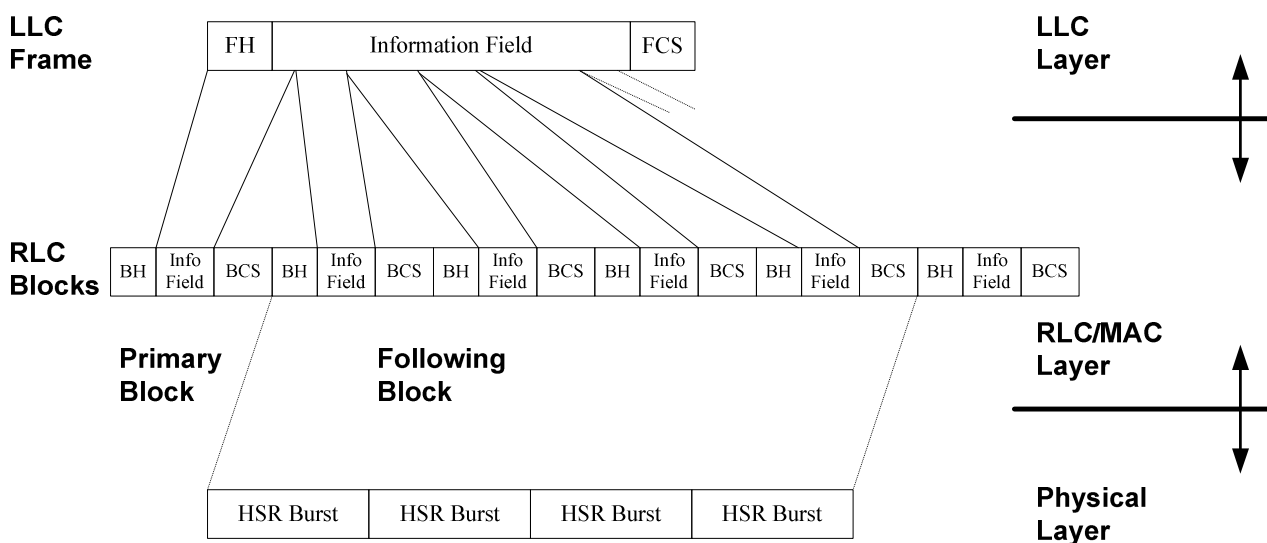 LLC
Frame
FH
Information Field
FCS
LLC
Layer
RLC
Blocks
BH
Info
Field
BCS
BH
Info
Field
BCS
BH
Info
Field
BCS
BH
Info
Field
BCS
BH
Info
Field
BCS
BH
Info
Field
BCS
Primary
Block
Following
Block
RLC/MAC
Layer
HSR Burst
HSR Burst
HSR Burst
HSR Burst
Physical
Layer